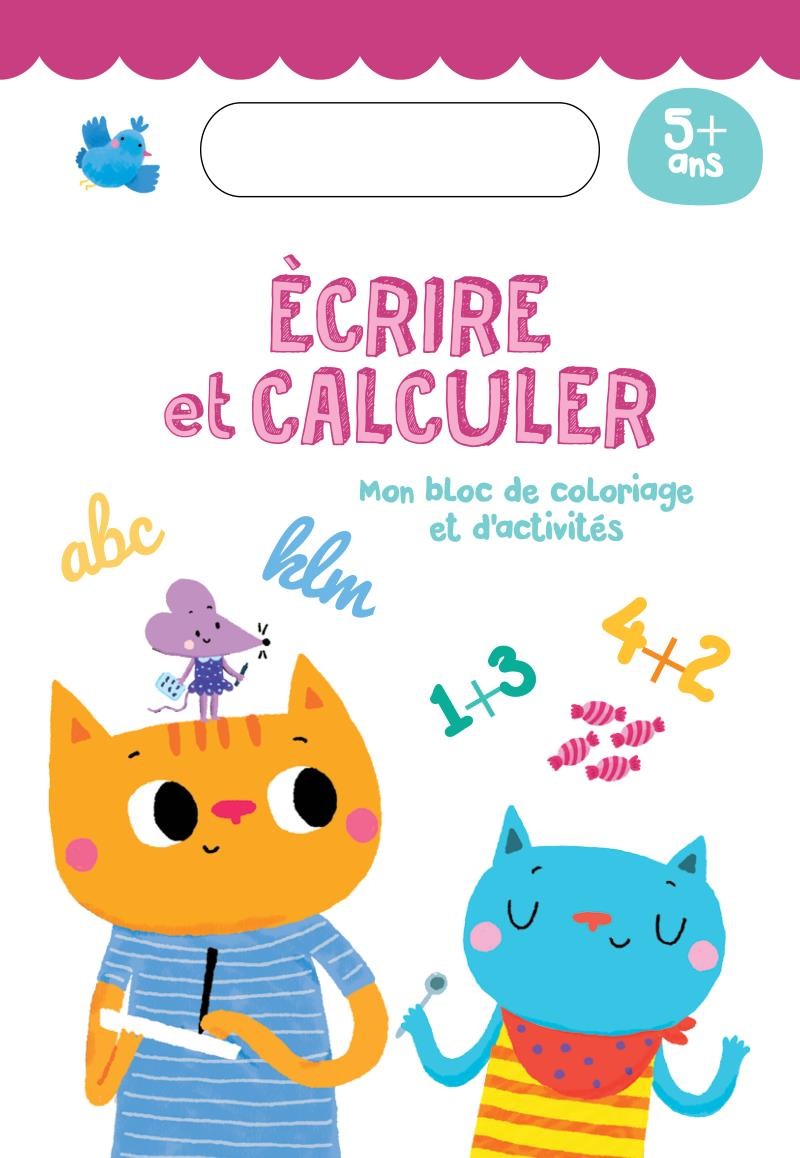 5+
ans
ÈCRIRE
et CALCULER
Mon bloc de coloriage
et d'activités
abc
klm
1+3
4+2